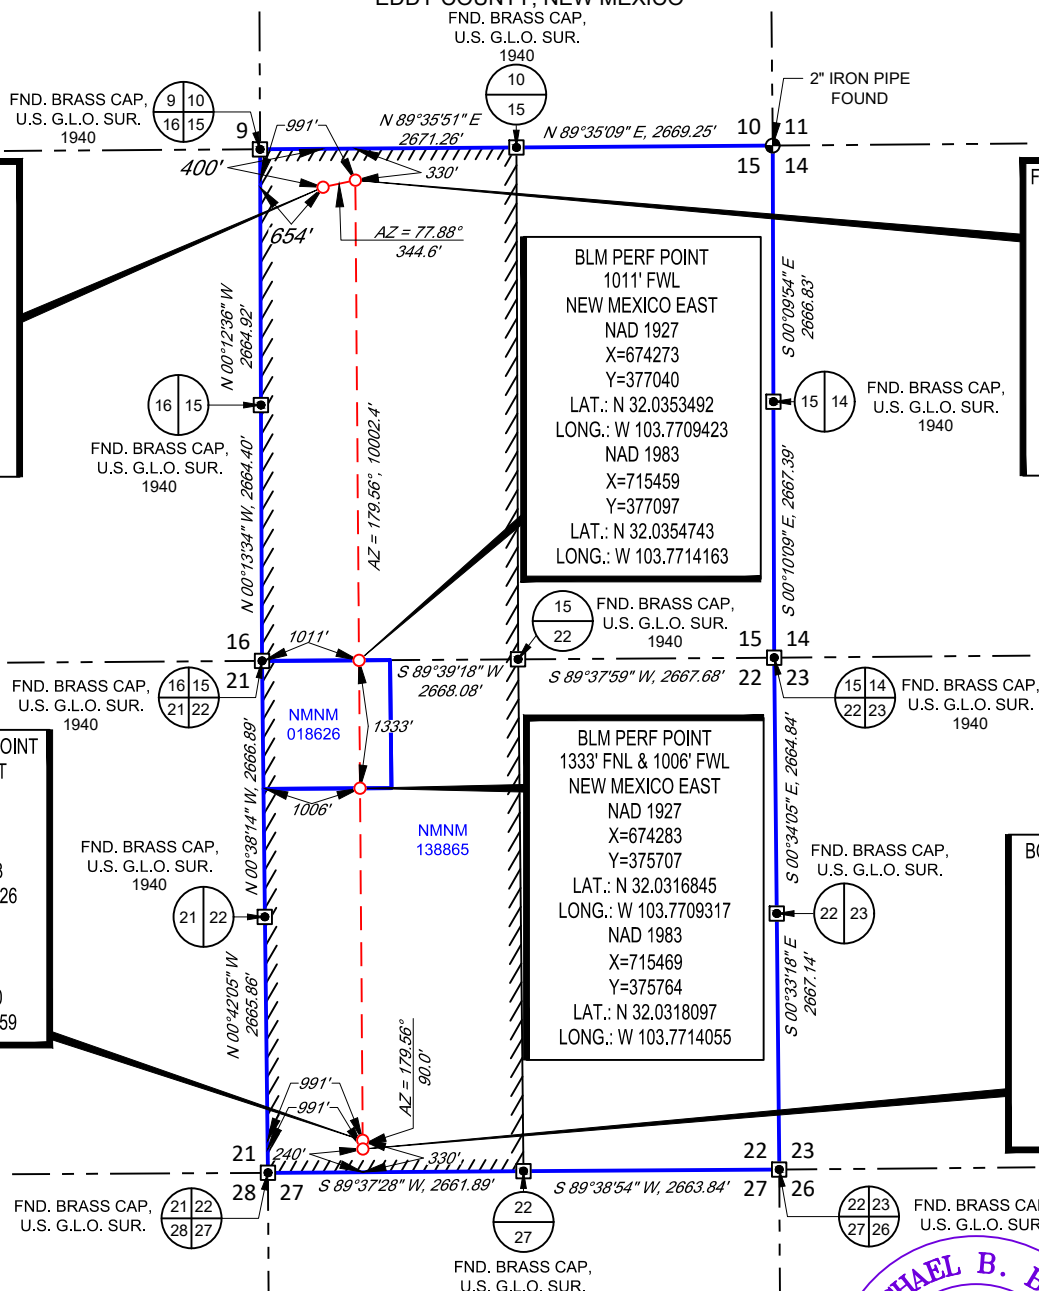 EDDY COUNTY, NEW MEXICO
FND. BRASS CAP,
U.S. G.L.O. SUR.
1940
10
15
2" IRON PIPE
FOUND
FND. BRASS CAP,
U.S. G.L.O. SUR.
1940
9 10
16 15
9
991'
N 89°35'51" E
2671.26'
N 89°35'09" E, 2669.25'
10 11
15 14
400'
330'
654'
AZ = 77.88°
344.6'
N 00°12'36" W
2664.92'
S 00°09'54" E
2666.83'
BLM PERF POINT
1011' FWL
NEW MEXICO EAST
NAD 1927
X=674273
Y=377040
LAT.: N 32.0353492
LONG.: W 103.7709423
NAD 1983
X=715459
Y=377097
LAT.: N 32.0354743
LONG.: W 103.7714163
16 15
FND. BRASS CAP,
U.S. G.L.O. SUR.
1940
15 14
FND. BRASS CAP,
U.S. G.L.O. SUR.
1940
N 00°13'34" W, 2664.40'
AZ = 179.56°, 10002.4'
S 00°10'09" E, 2667.39'
15
22
FND. BRASS CAP,
U.S. G.L.O. SUR.
1940
16
21
1011'
S 89°39'18" W
2668.08'
S 89°37'59" W, 2667.68'
15 14
22 23
FND. BRASS CAP,
U.S. G.L.O. SUR.
1940
16 15
21 22
15 14
22 23
FND. BRASS CAP,
U.S. G.L.O. SUR.
1940
NMNM
018626
1333'
1006'
NMNM
138865
N 00°38'14" W, 2666.89'
S 00°34'05" E, 2664.84'
BLM PERF POINT
1333' FNL & 1006' FWL
NEW MEXICO EAST
NAD 1927
X=674283
Y=375707
LAT.: N 32.0316845
LONG.: W 103.7709317
NAD 1983
X=715469
Y=375764
LAT.: N 32.0318097
LONG.: W 103.7714055
OINT
26
59
FND. BRASS CAP,
U.S. G.L.O. SUR.
1940
21 22
FND. BRASS CAP,
U.S. G.L.O. SUR.
22 23
N 00°42'05" W
2665.86'
S 00°33'18" E
2667.14'
AZ = 179.56°
90.0'
991'
991'
240'
330'
21
28 27
S 89°37'28" W, 2661.89'
S 89°38'54" W, 2663.84'
22 23
27 26
FND. BRASS CAP,
U.S. G.L.O. SUR.
21 22
28 27
22
27
FND. BRASS CAP,
U.S. G.L.O. SUR.
22 23
27 26
FND. BRASS CA
U.S. G.L.O. SUR
HAEL B.